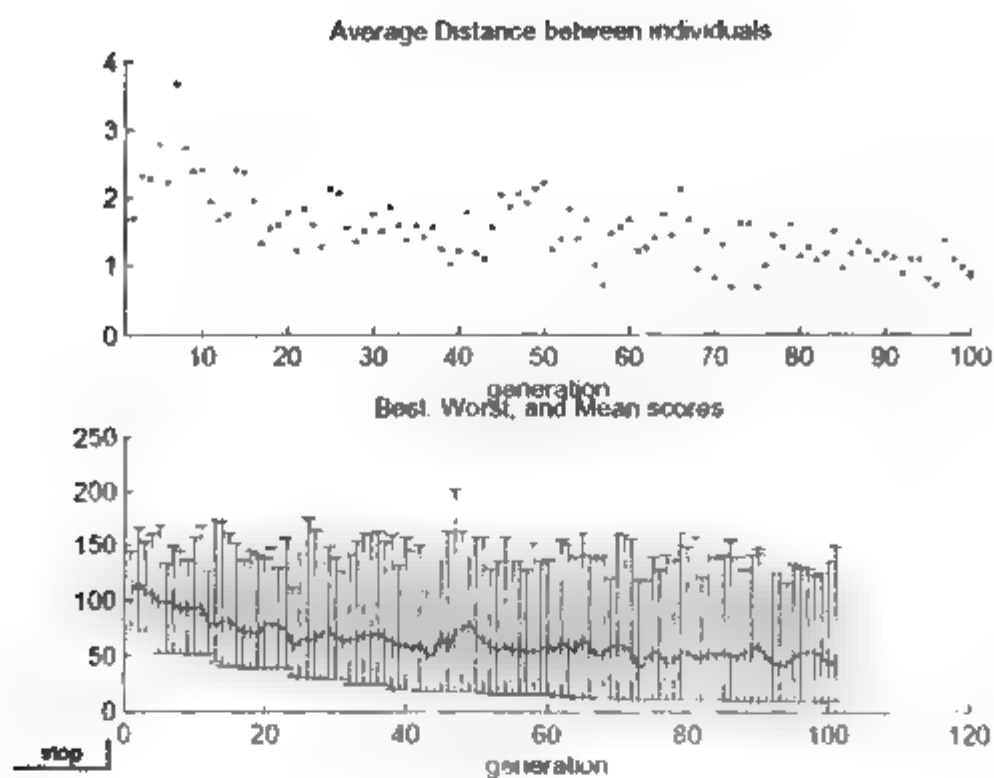 Average Distance between individuals
4
3
2
1
0
10 20 30 40 50 60 70 80 90 100
generation
Best, Worst, and Mean scores
250
200
150
100
50
0
0 20 40 60 80 100 120
generation
stop